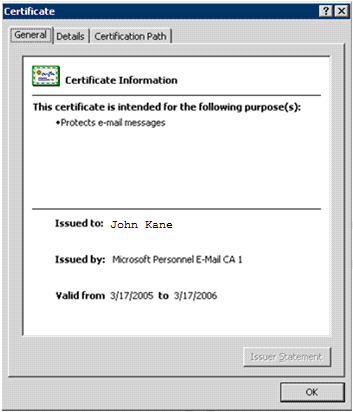 Certificate
General
Details
Certification Path
Certificate Information
This certificate is intended for the following purpose(s):
•Protects e-mail messages
Issued to: John Kane
Issued by: Microsoft Personnel E-Mail CA 1
Valid from 3/17/2005 to 3/17/2006
Issuer Statement
OK